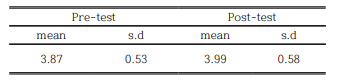 Pre-test Post-test
mean s.d mean s.d
3.87 0.53 3.99 0.58